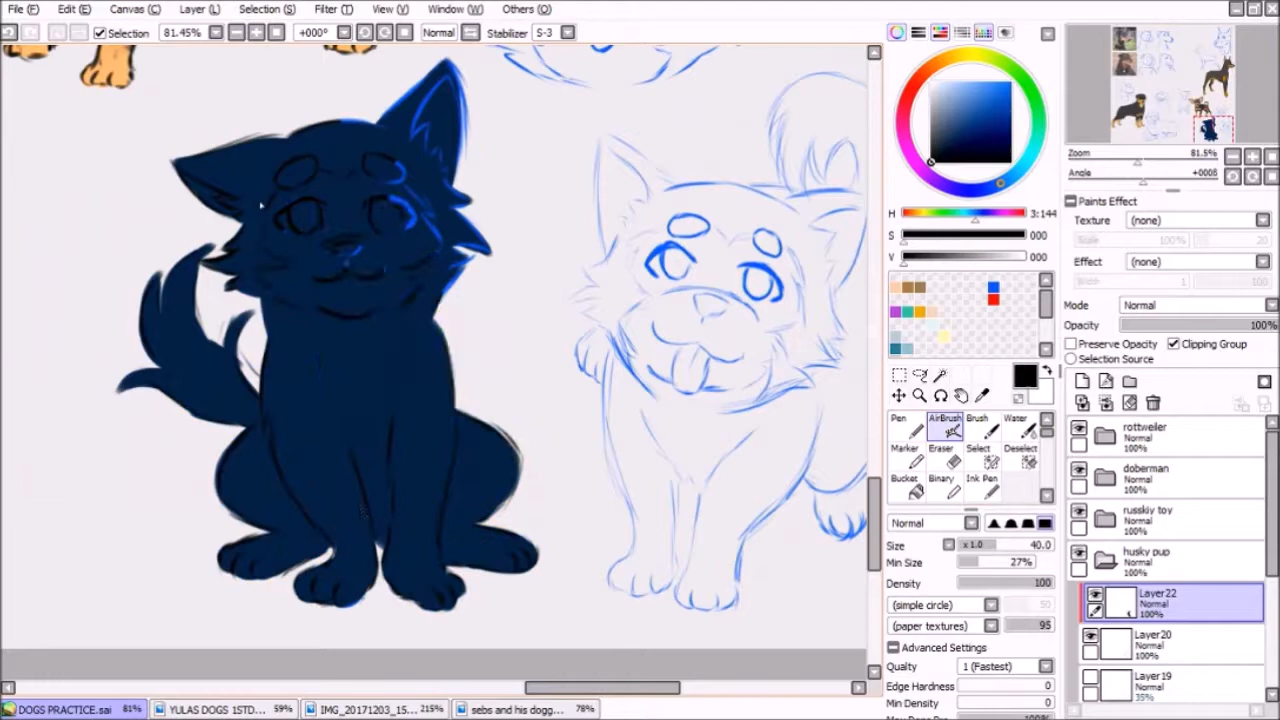 File (F) Edit (E) Canvas (C) Layer (L) Selection (S) Filter (T) View (V) Window (W) Others (O)
Selection 81.45% +000° Normal Stabilizer S-3
H 3:144
S 000
V 000
Zoom 81.5%
Angle +000δ
Paints Effect
Texture (none)
Scale 100% 20
Effect (none)
Width 1 100
Mode Normal
Opacity 100%
Preserve Opacity Clipping Group
Selection Source
Pen AirBrush Brush Water
Marker Eraser Select Deselect
Bucket Binary Ink Pen
Normal
Size x 1.0 40.0
Min Size 27%
Density 100
(simple circle) 50
(paper textures) 95
Advanced Settings
Qualty 1 (Fastest)
Edge Hardness 0
Min Density 0
rottweiler
Normal
100%
doberman
Normal
100%
russkiy toy
Normal
100%
husky pup
Normal
100%
Layer22
Normal
100%
Layer20
Normal
100%
Layer19
Normal
35%
DOGS PRACTICE.sai 81% YULAS DOGS 1STD... 59% IMG_20171203_15... 215% sebs and his dogg... 78%